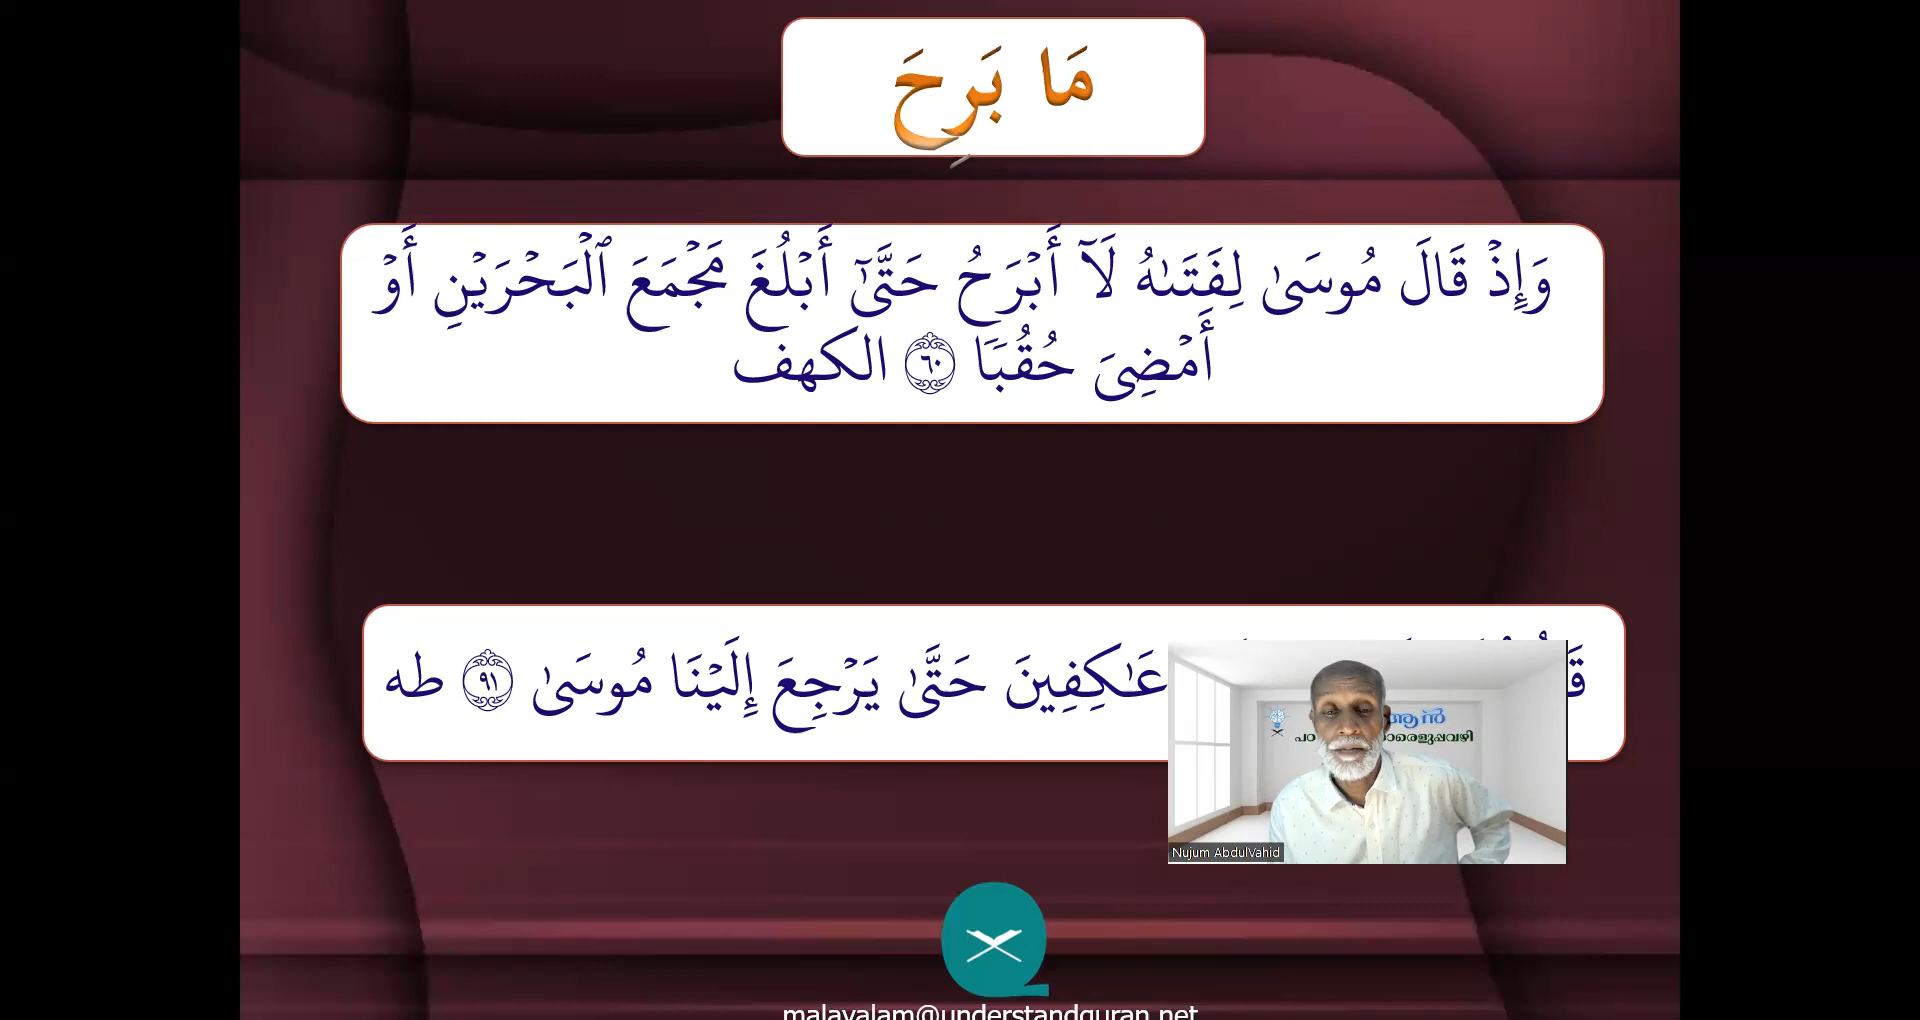 مَا بَرِحَ
وَإِذۡ قَالَ مُوسَىٰ لِفَتَىٰهُ لَآ أَبۡرَحُ حَتَّىٰٓ أَبۡلُغَ مَجۡمَعَ ٱلۡبَحۡرَيۡنِ أَوۡ
أَمۡضِيَ حُقُبٗا ٦٠ الكهف
عَٰكِفِينَ حَتَّىٰ يَرۡجِعَ إِلَيۡنَا مُوسَىٰ ٩١ طه
Nujum AbdulVahid
malayalam@understandquran.net